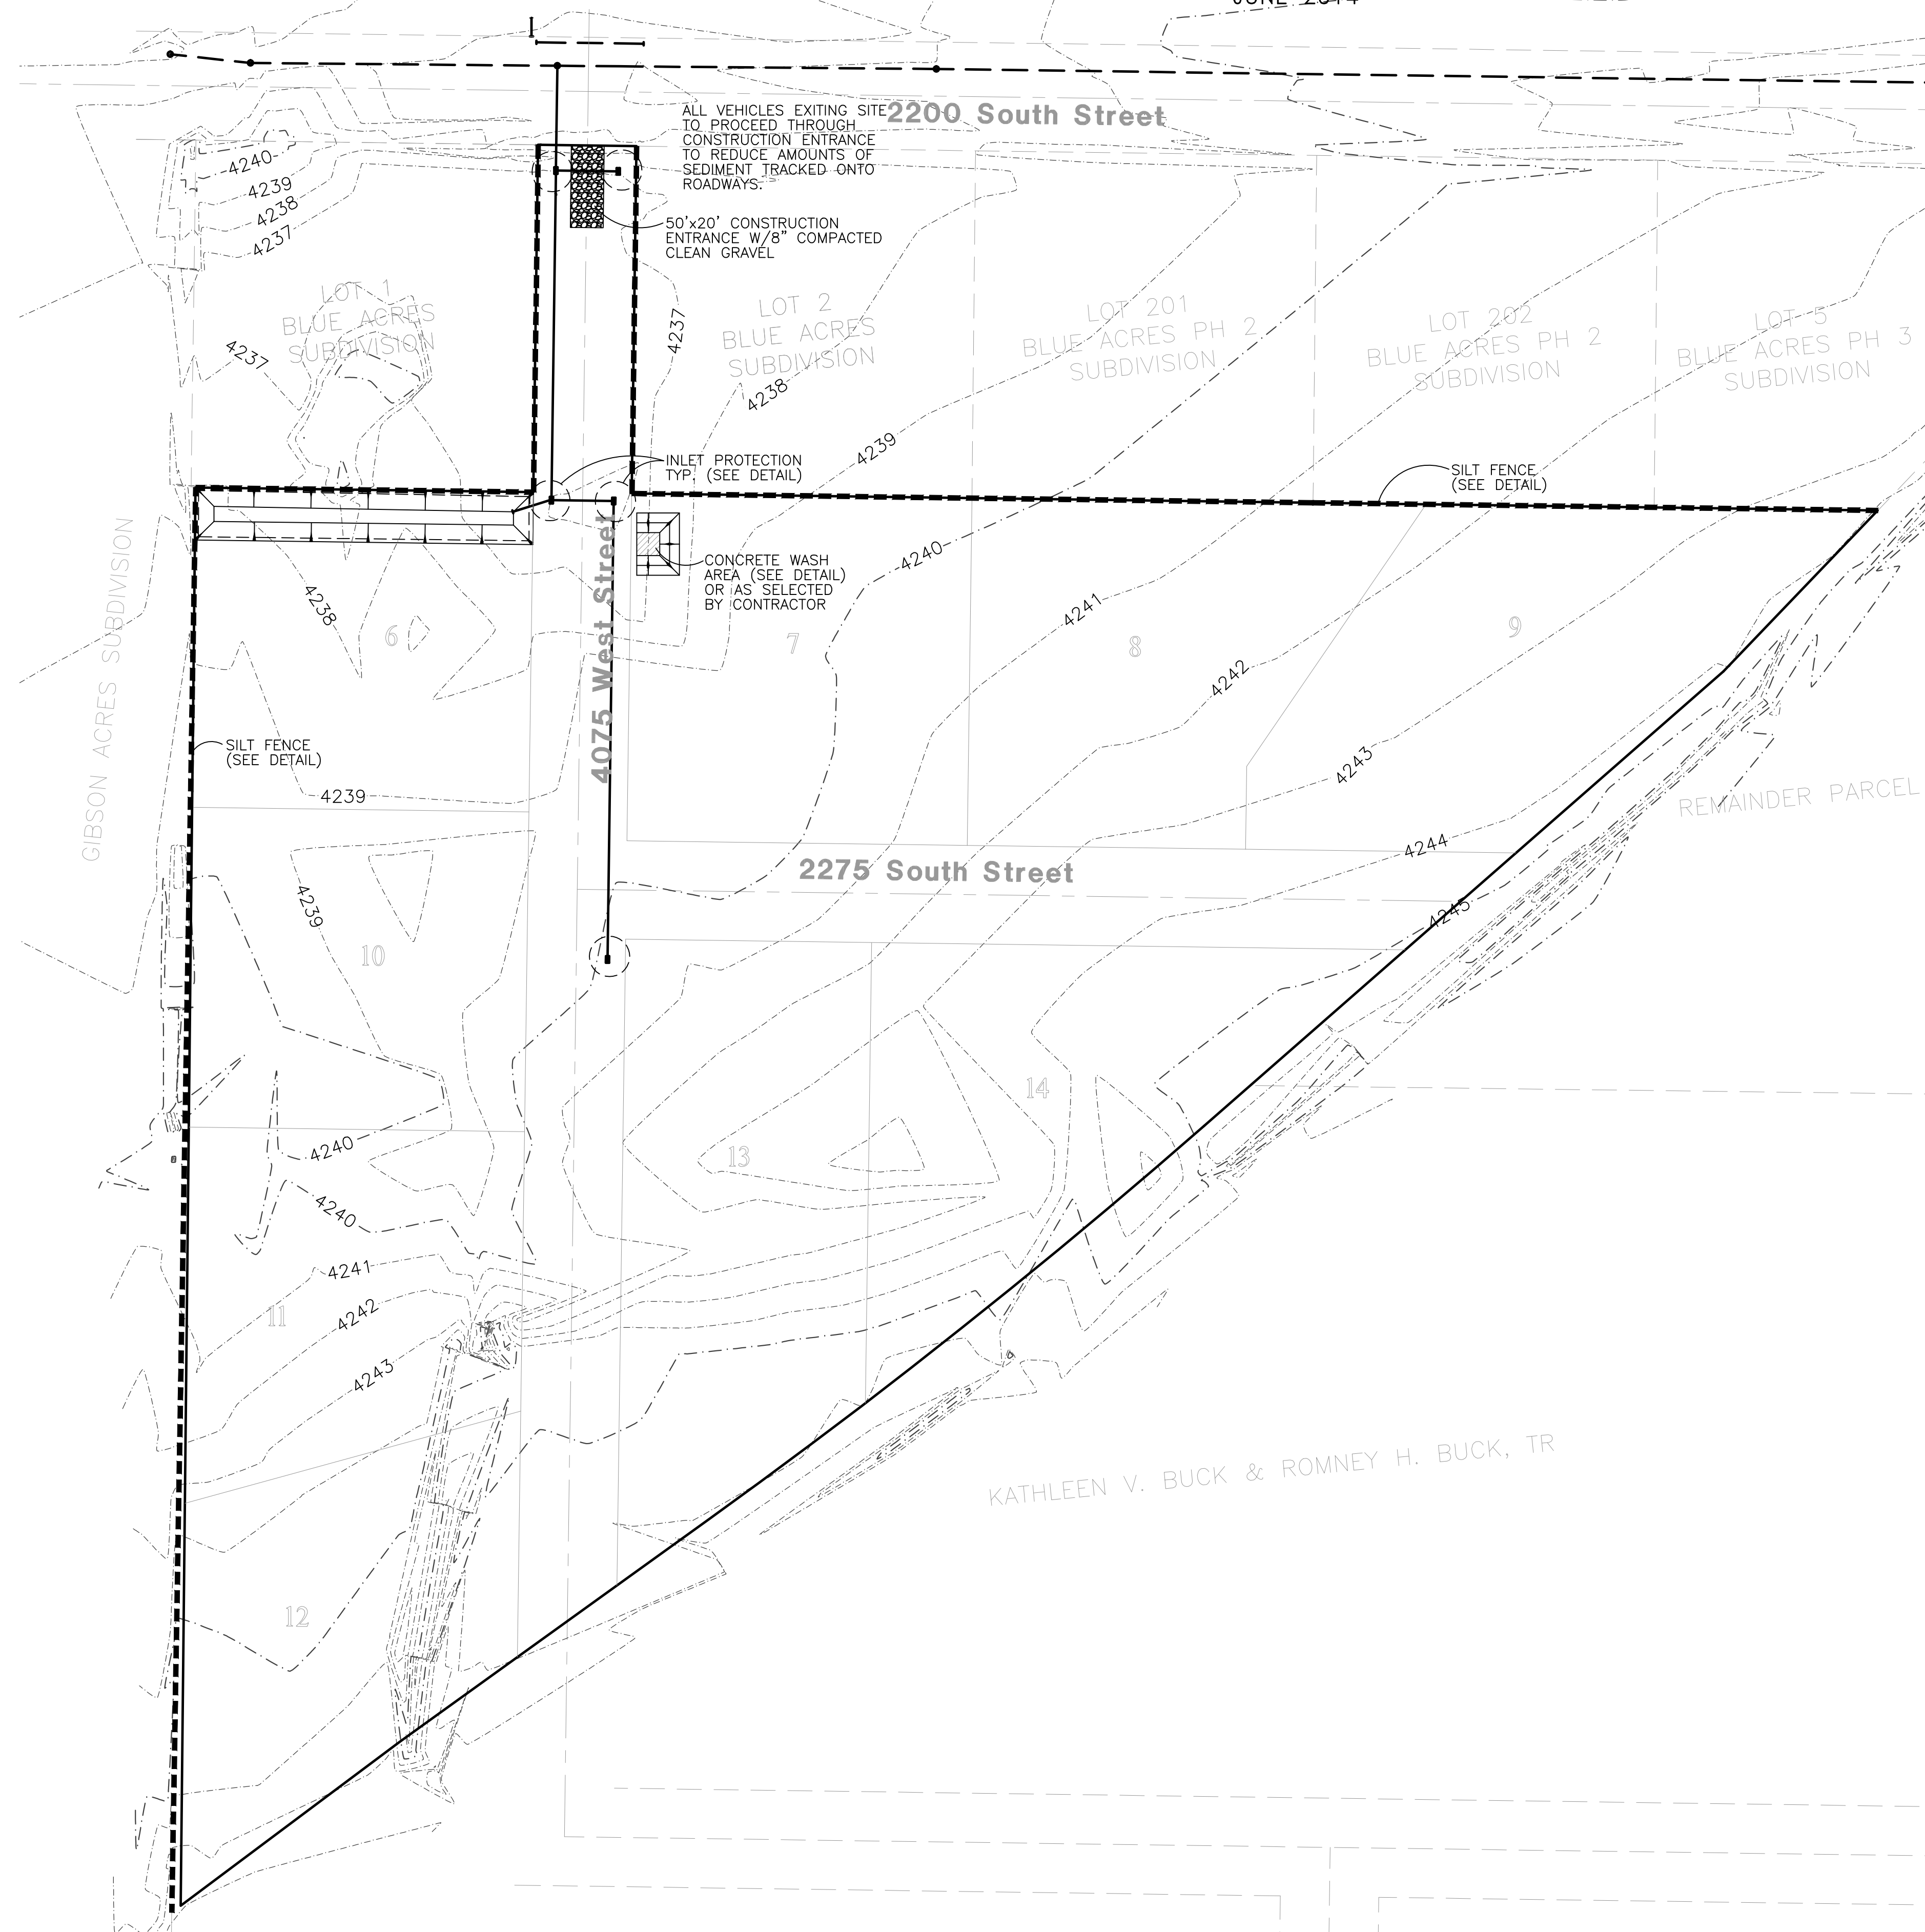 JUNE 2014
2200 South Street
ALL VEHICLES EXITING SITE
TO PROCEED THROUGH
CONSTRUCTION ENTRANCE
TO REDUCE AMOUNTS OF
SEDIMENT TRACKED ONTO
ROADWAYS.
4240
4239
4238
4237
50'x20' CONSTRUCTION
ENTRANCE W/8" COMPACTED
CLEAN GRAVEL
LOT 1
BLUE ACRES
SUBDIVISION
LOT 2
BLUE ACRES
SUBDIVISION
LOT 201
BLUE ACRES PH 2
SUBDIVISION
LOT 202
BLUE ACRES PH 2
SUBDIVISION
LOT 5
BLUE ACRES PH 3
SUBDIVISION
4237
4237
4238
4239
INLET PROTECTION
TYP. (SEE DETAIL)
SILT FENCE
(SEE DETAIL)
CONCRETE WASH
AREA (SEE DETAIL)
OR AS SELECTED
BY CONTRACTOR
4240
4241
4242
4243
4244
4245
4238
6
7
8
9
GIBSON ACRES SUBDIVISION
4075 West Street
SILT FENCE
(SEE DETAIL)
4239
REMAINDER PARCEL
2275 South Street
4239
10
14
13
4240
4240
4241
11
4242
4243
KATHLEEN V. BUCK & ROMNEY H. BUCK, TR
12